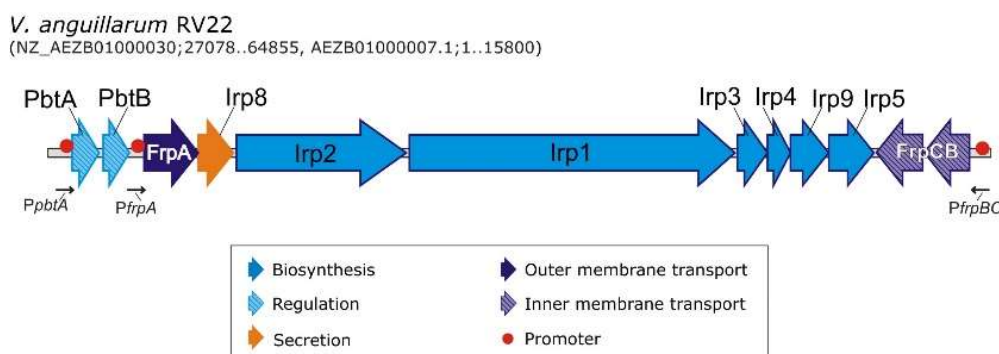 V. anguillarum RV22
(NZ_AEZB01000030;27078..64855, AEZB01000007.1;1..15800)
PbtA PbtB Irp8 Irp3 Irp4 Irp9 Irp5
FrpA Irp2 Irp1 FrpCB
PpbtA PfrpA PfrpBC
Biosynthesis Outer membrane transport
Regulation Inner membrane transport
Secretion Promoter